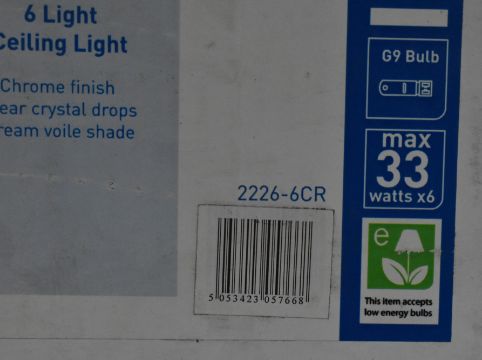 6 Light
Ceiling Light
Chrome finish
ear crystal drops
ream voile shade
G9 Bulb
max
33
watts x6
2226-6CR
5 053423 057668
e
This item accepts
low energy bulbs